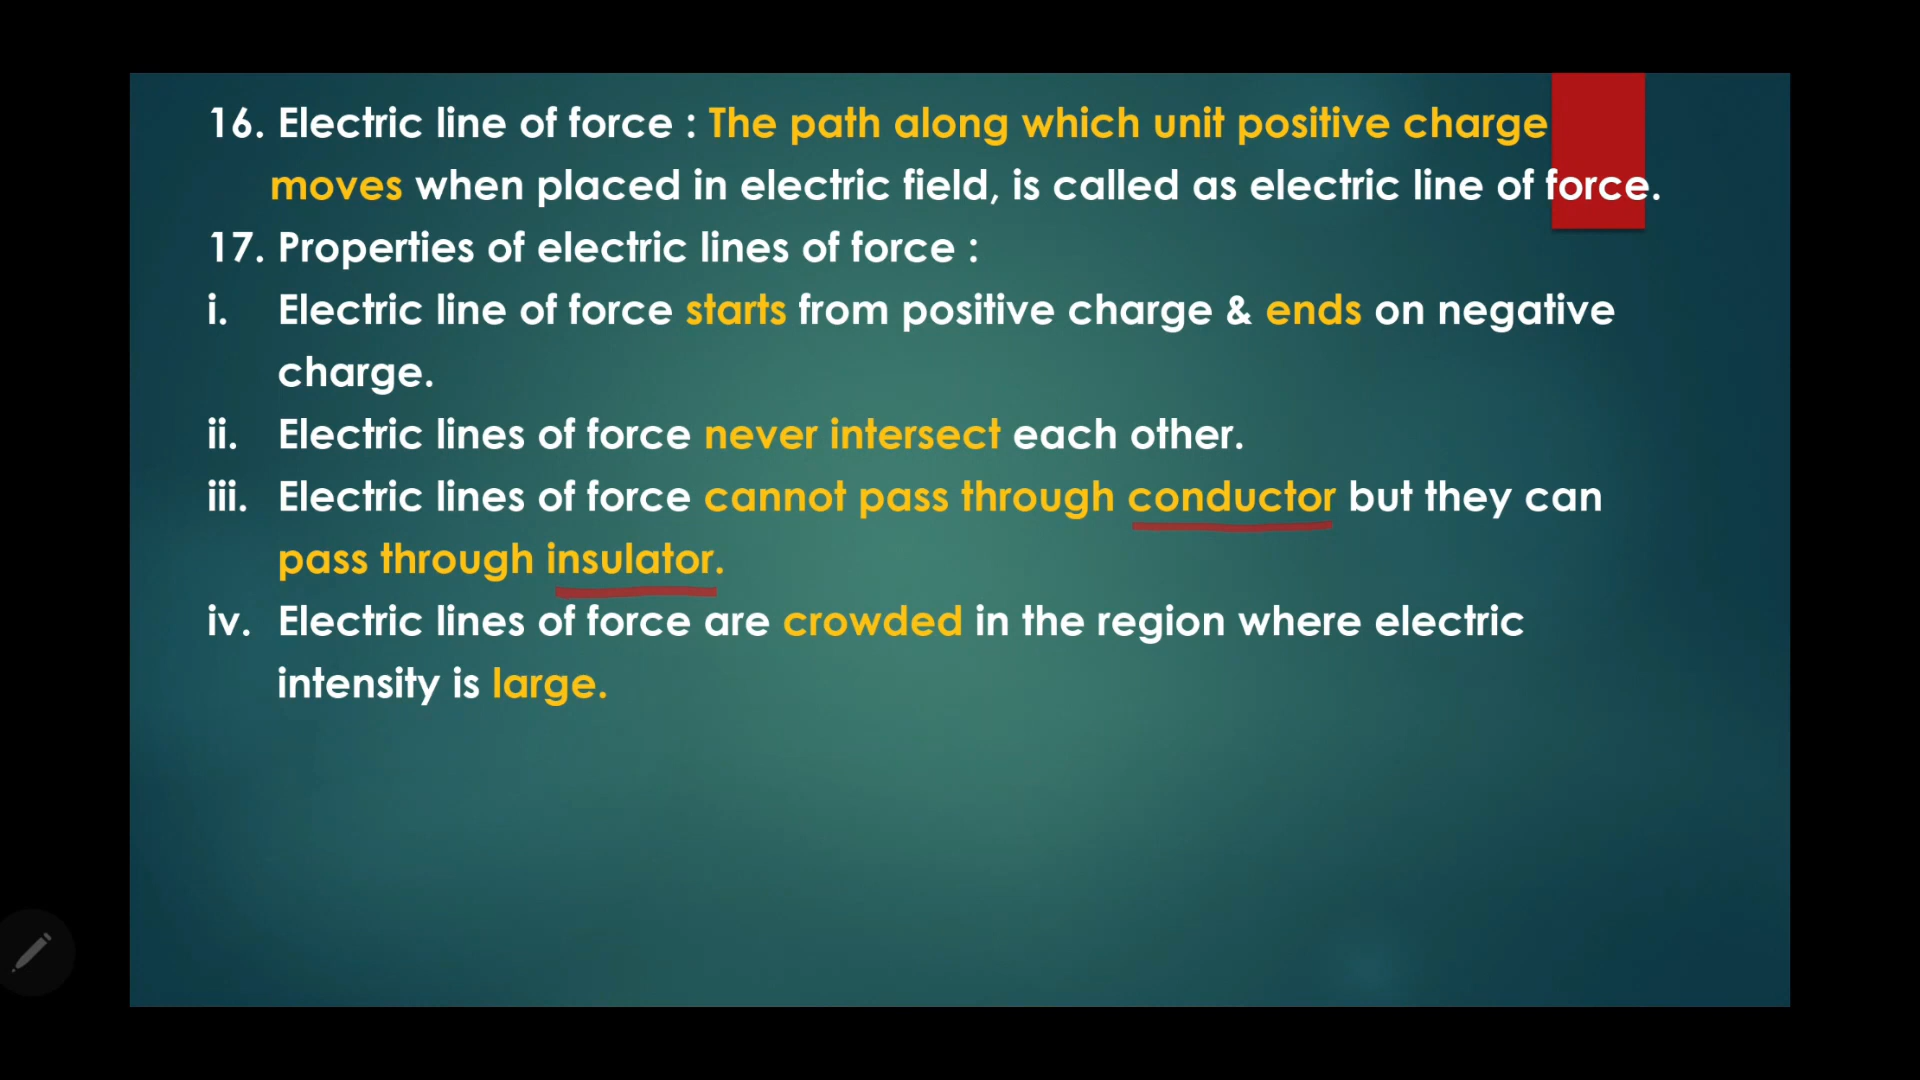 16. Electric line of force : The path along which unit positive charge
moves when placed in electric field, is called as electric line of force.
17. Properties of electric lines of force :
i. Electric line of force starts from positive charge & ends on negative
charge.
ii. Electric lines of force never intersect each other.
iii. Electric lines of force cannot pass through conductor but they can
pass through insulator.
iv. Electric lines of force are crowded in the region where electric
intensity is large.